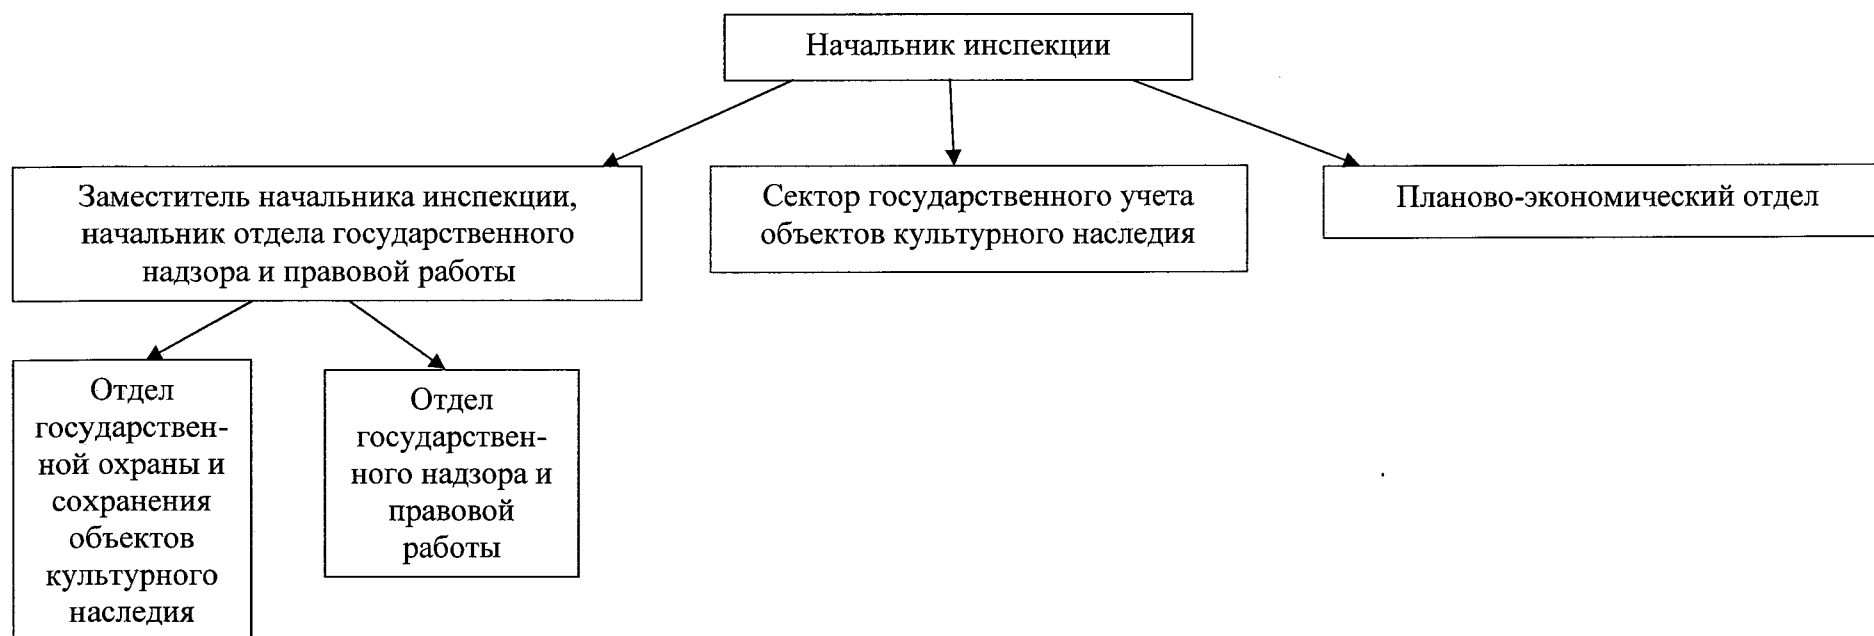 Начальник инспекции
Заместитель начальника инспекции,
начальник отдела государственного
надзора и правовой работы
Сектор государственного учета
объектов культурного наследия
Планово-экономический отдел
Отдел
государствен-
ной охраны и
сохранения
объектов
культурного
наследия
Отдел
государствен-
ного надзора и
правовой
работы